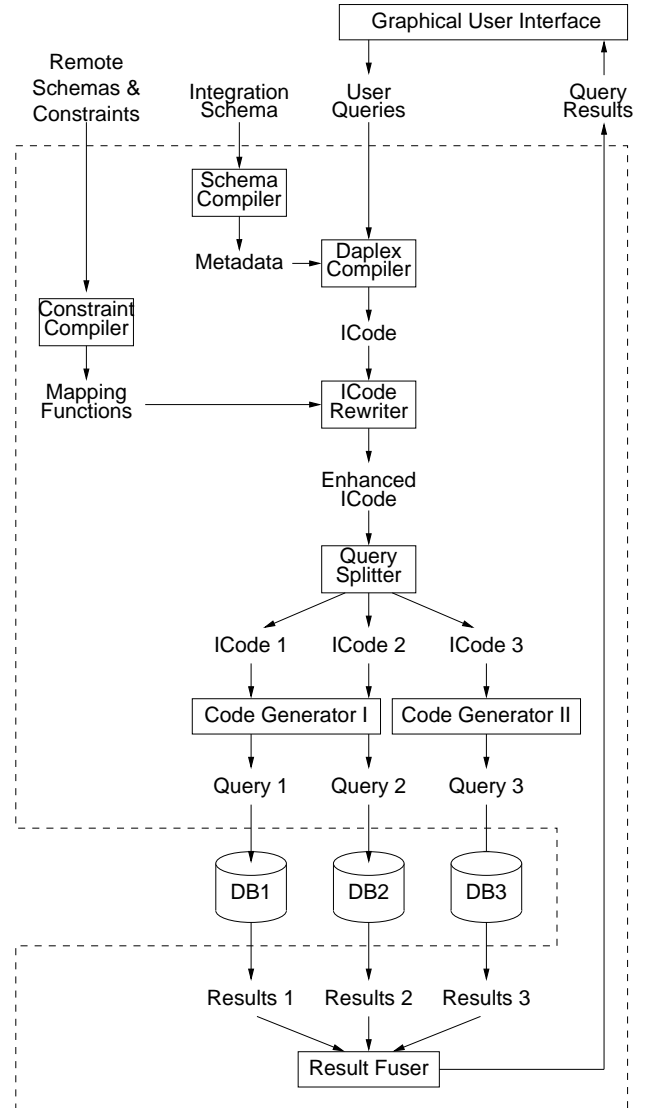 Graphical User Interface
Remote
Schemas &
Constraints
Integration
Schema
User
Queries
Query
Results
Schema
Compiler
Metadata
Daplex
Compiler
Constraint
Compiler
ICode
Mapping
Functions
ICode
Rewriter
Enhanced
ICode
Query
Splitter
ICode 1
ICode 2
ICode 3
Code Generator I
Code Generator II
Query 1
Query 2
Query 3
DB1
DB2
DB3
Results 1
Results 2
Results 3
Result Fuser